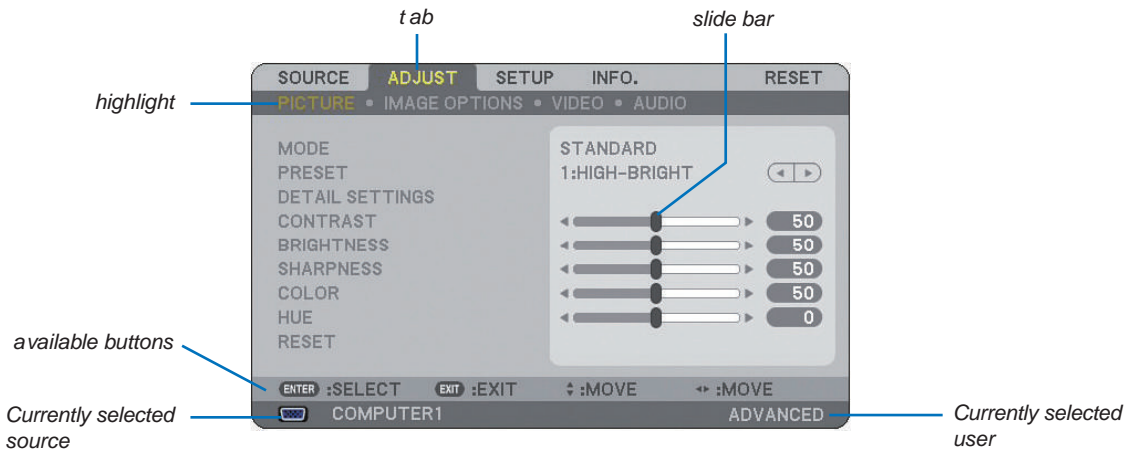 t ab
slide bar
SOURCE ADJUST SETUP INFO. RESET
highlight
PICTURE • IMAGE OPTIONS • VIDEO • AUDIO
MODE STANDARD
PRESET 1:HIGH-BRIGHT
DETAIL SETTINGS
CONTRAST 50
BRIGHTNESS 50
SHARPNESS 50
COLOR 50
HUE 0
RESET
available buttons
ENTER :SELECT EXIT :EXIT :MOVE :MOVE
Currently selected
source
COMPUTER1 ADVANCED
Currently selected
user